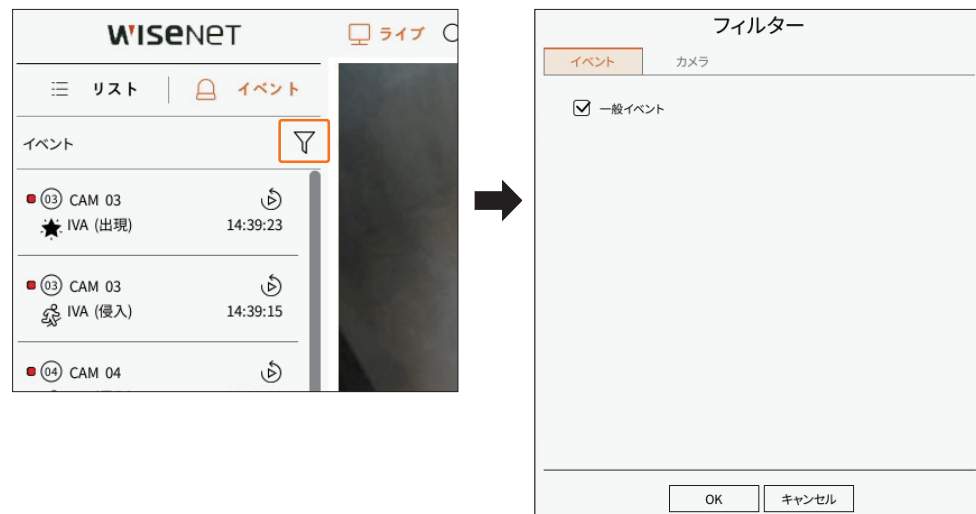 WISENET
ライブ
リスト
イベント
イベント
03 CAM 03
IVA (出現) 14:39:23
03 CAM 03
IVA (侵入) 14:39:15
04 CAM 04
フィルター
イベント カメラ
一般イベント
OK キャンセル